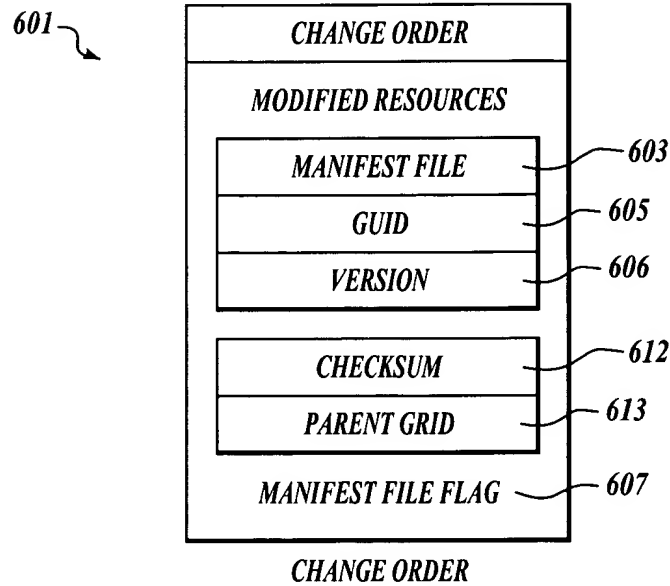 601
CHANGE ORDER
MODIFIED RESOURCES
MANIFEST FILE 603
GUID 605
VERSION 606
CHECKSUM 612
PARENT GRID 613
MANIFEST FILE FLAG 607
CHANGE ORDER